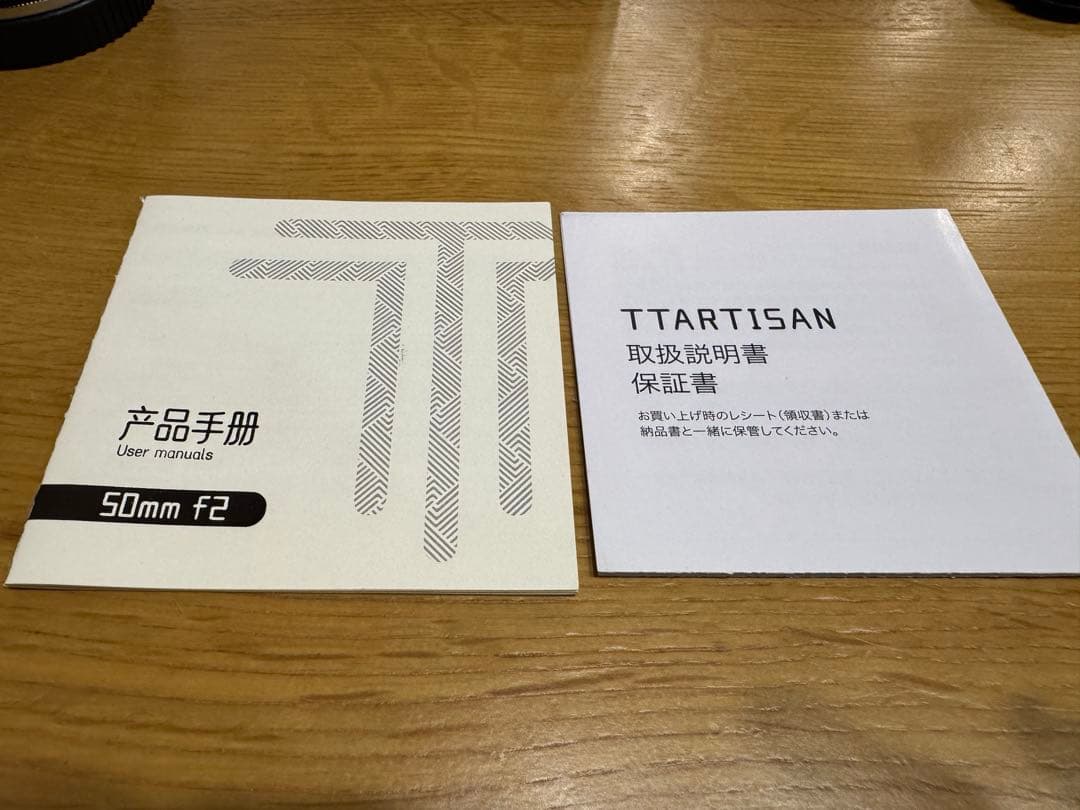 产品手册
User manuals
50mm f2
TTARTISAN
取扱説明書
保証書
お買い上げ時のレシート(領収書)または
納品書と一緒に保管してください。